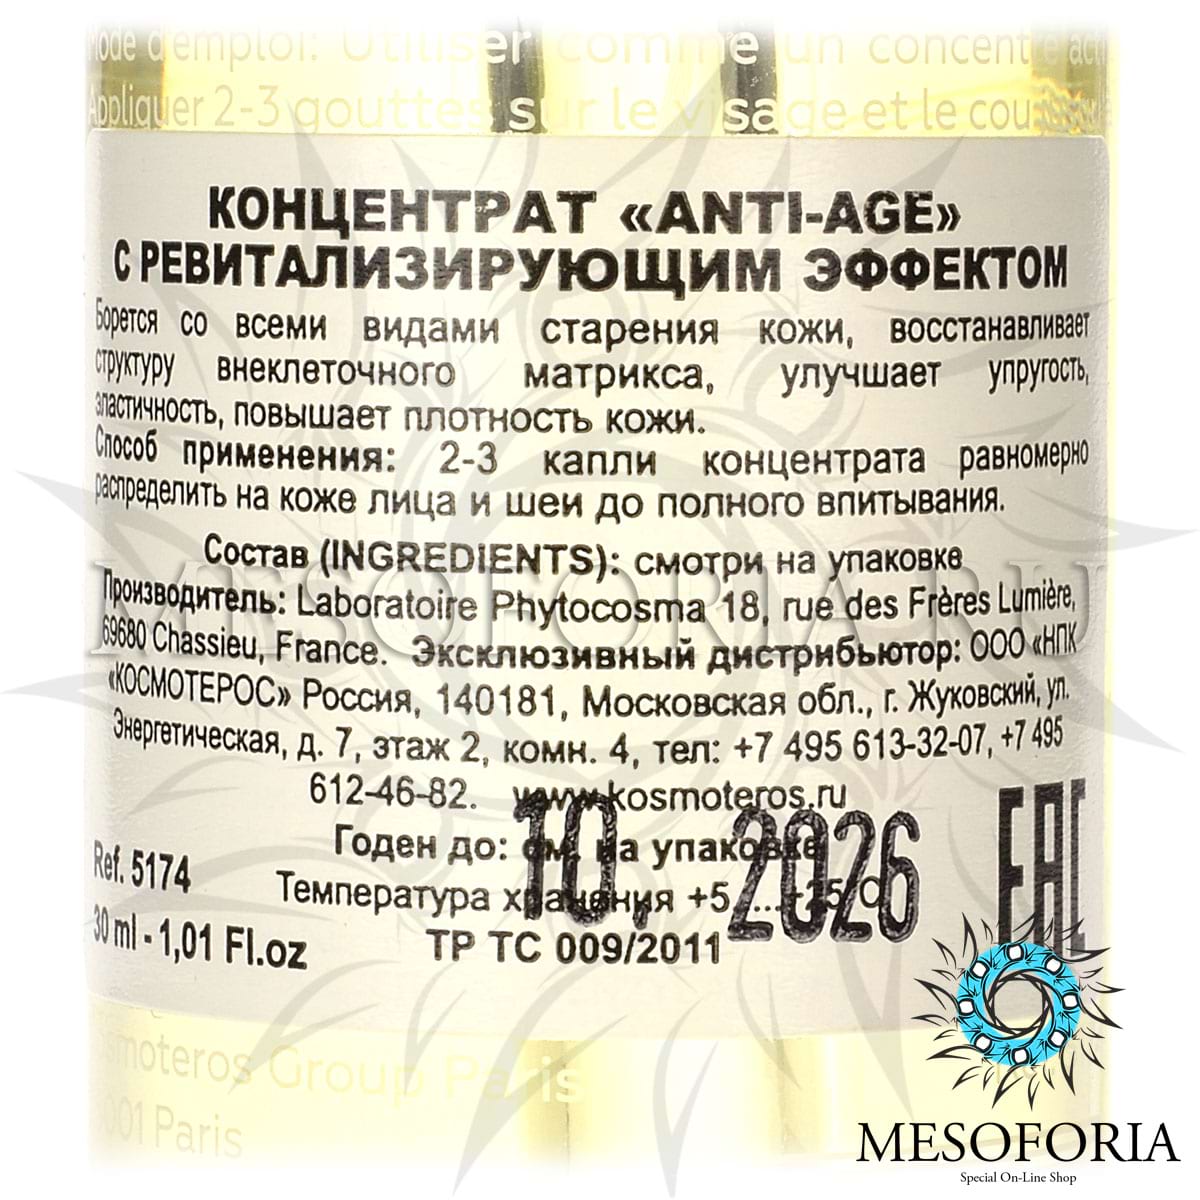 Mode d'emploi: Utiliser comme un concentré
Appliquer 2-3 gouttes sur le visage et le cou
КОНЦЕНТРАТ «ANTI-AGE»
С РЕВИТАЛИЗИРУЮЩИМ ЭФФЕКТОМ
Борется со всеми видами старения кожи, восстанавливает
структуру внеклеточного матрикса, улучшает упругость,
эластичность, повышает плотность кожи.
Способ применения: 2-3 капли концентрата равномерно
распределить на коже лица и шеи до полного впитывания.
Состав (INGREDIENTS): смотри на упаковке
MESOFORIA.RU
Производитель: Laboratoire Phytocosma 18, rue des Frères Lumière,
69680 Chassieu, France. Эксклюзивный дистрибьютор: ООО «НПК
«КОСМОТЕРОС» Россия, 140181, Московская обл., г. Жуковский, ул.
Энергетическая, д. 7, этаж 2, комн. 4, тел: +7 495 613-32-07, +7 495
612-46-82. www.kosmoteros.ru
Годен до: см. на упаковке
10. 2026
EAC
Температура хранения +5 ... +25°C
ТР ТС 009/2011
Ref. 5174
30 ml - 1,01 Fl.oz
Kosmoteros Group Paris
Paris
MESOFORIA
Special On-Line Shop